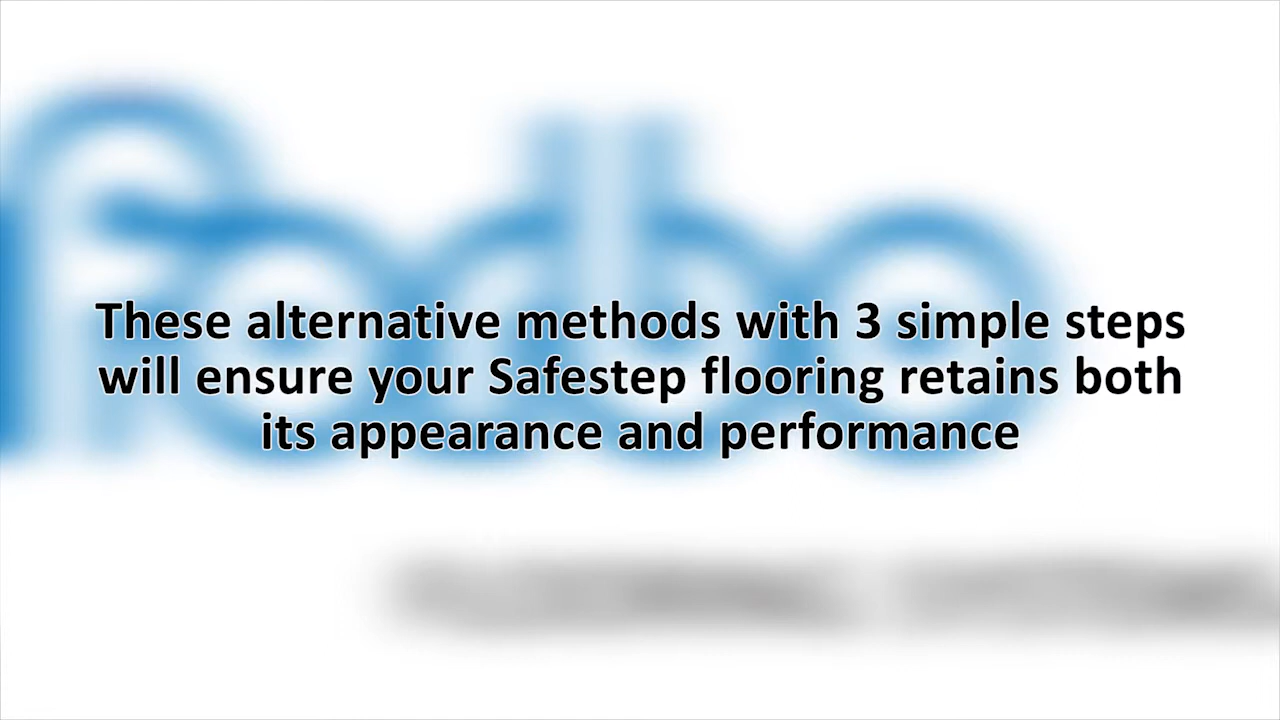 These alternative methods with 3 simple steps
will ensure your Safestep flooring retains both
its appearance and performance